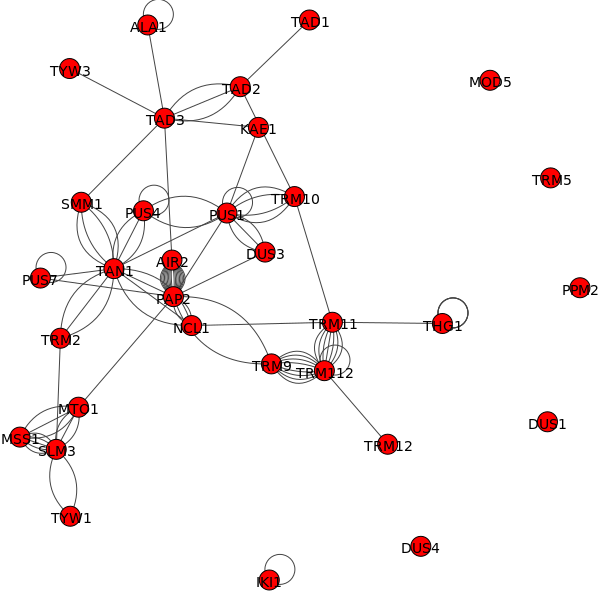 ALA1
TAD1
TYW3
MOD5
TAD2
TAD3
KAE1
TRM5
SMM1
PUS4
PUS1
TRM10
DUS3
AIR2
TAN1
PUS7
PAP2
PPM2
NCL1
TRM11
THG1
TRM2
TRM9
TRM112
MTO1
DUS1
MSS1
SLM3
TRM12
TYW1
DUS4
IKI1